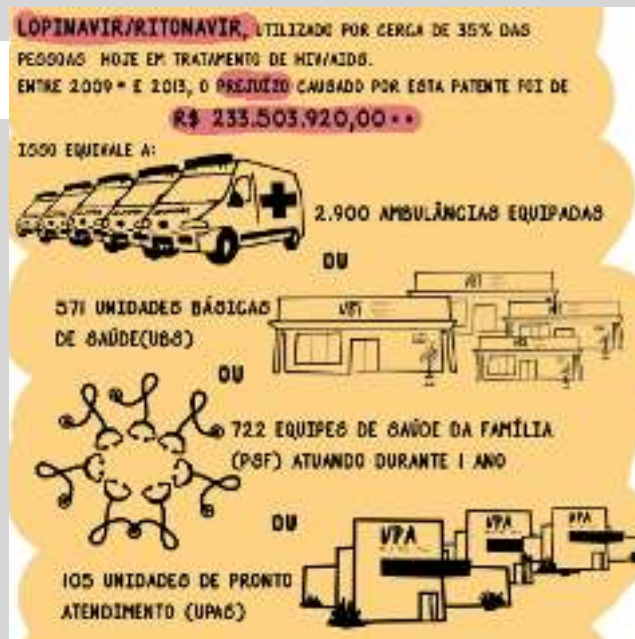 LOPINAVIR/RITONAVIR, UTILIZADO POR CERCA DE 35% DAS
PESSOAS HOJE EM TRATAMENTO DE HIV/AIDS.
ENTRE 2009* E 2013, O PREJUÍZO CAUSADO POR ESTA PATENTE FOI DE
R$ 233.503.920,00**
ISSO EQUIVALE A:
2.900 AMBULÂNCIAS EQUIPADAS
OU
571 UNIDADES BÁSICAS
DE SAÚDE(UBS)
UBS
UBS
OU
722 EQUIPES DE SAÚDE DA FAMÍLIA
(PSF) ATUANDO DURANTE 1 ANO
OU
UPA
UPA
UPA
105 UNIDADES DE PRONTO
ATENDIMENTO (UPAS)